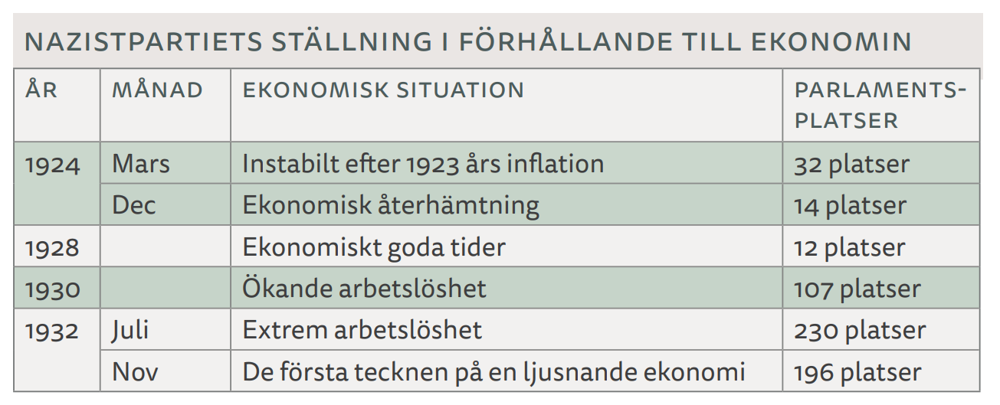 NAZISTPARTIETS STÄLLNING I FÖRHÅLLANDE TILL EKONOMIN
ÅR MÅNAD EKONOMISK SITUATION PARLAMENTS-
PLATSER
1924 Mars Instabilt efter 1923 års inflation 32 platser
Dec Ekonomisk återhämtning 14 platser
1928 Ekonomiskt goda tider 12 platser
1930 Ökande arbetslöshet 107 platser
1932 Juli Extrem arbetslöshet 230 platser
Nov De första tecknen på en ljusnande ekonomi 196 platser